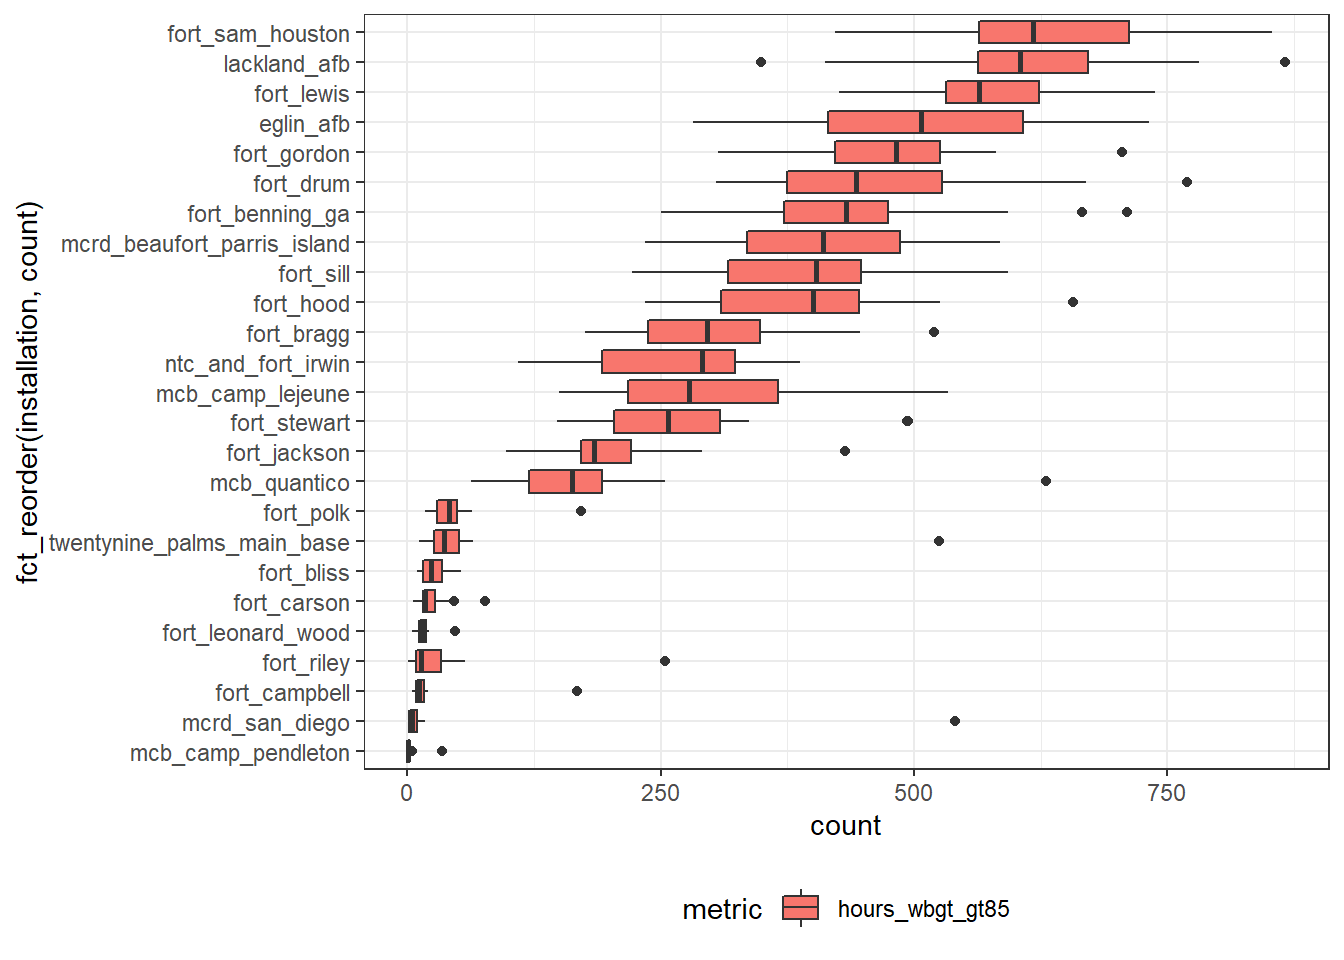 fort_sam_houston
lackland_afb
fort_lewis
eglin_afb
fort_gordon
fort_drum
fort_benning_ga
mcrd_beaufort_parris_island
fort_sill
fort_hood
fort_bragg
ntc_and_fort_irwin
mcb_camp_lejeune
fort_stewart
fort_jackson
mcb_quantico
fort_polk
twentynine_palms_main_base
fort_bliss
fort_carson
fort_leonard_wood
fort_riley
fort_campbell
mcrd_san_diego
mcb_camp_pendleton
fct_reorder(installation, count)
0 250 500 750
count
metric hours_wbgt_gt85